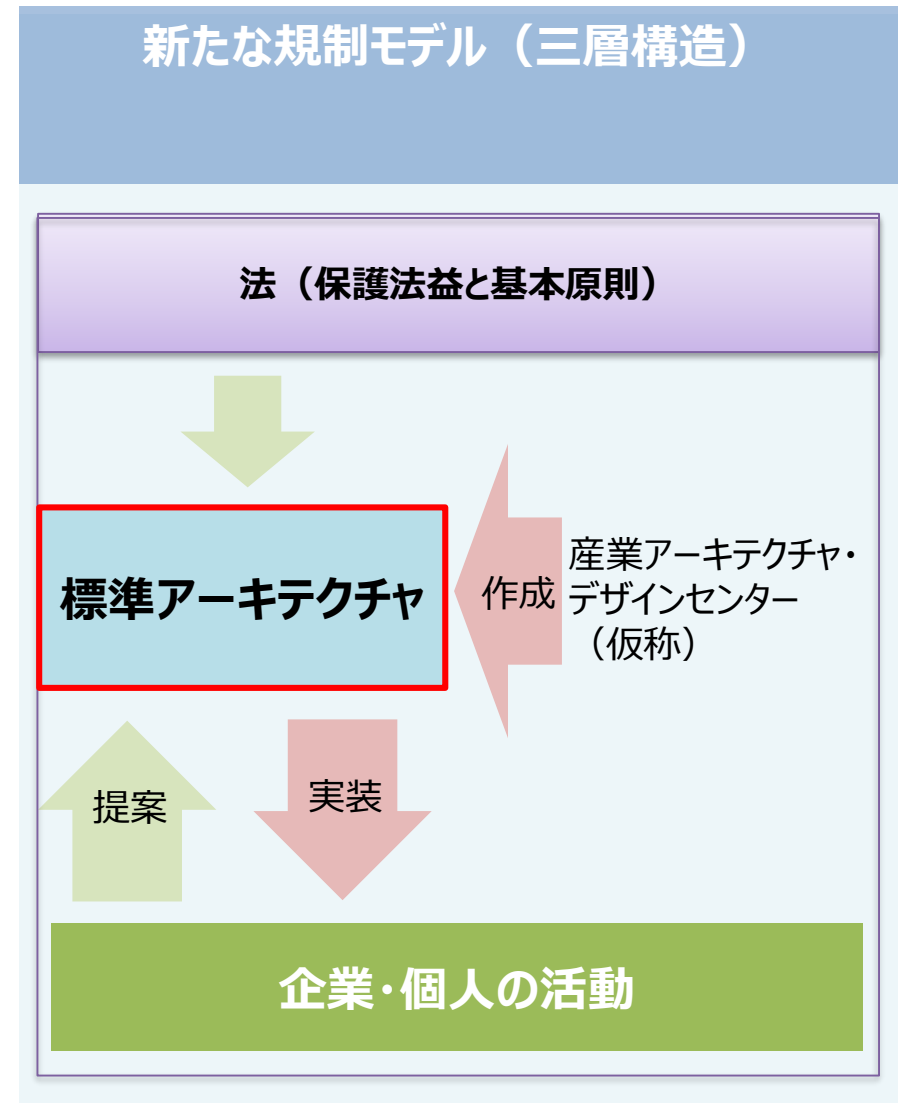 新たな規制モデル（三層構造）
法（保護法益と基本原則）
標準アーキテクチャ
作成
産業アーキテクチャ・
デザインセンター
（仮称）
提案
実装
企業・個人の活動